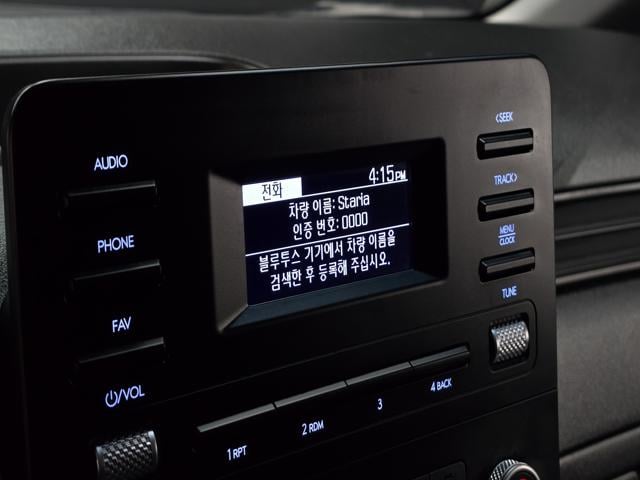 AUDIO
PHONE
FAV
⏻/VOL
전화 4:15PM
차량 이름: Staria
인증 번호: 0000
블루투스 기기에서 차량 이름을
검색한 후 등록해 주십시오.
<SEEK
TRACK>
MENU
CLOCK
TUNE
1 RPT
2 RDM
3
4 BACK